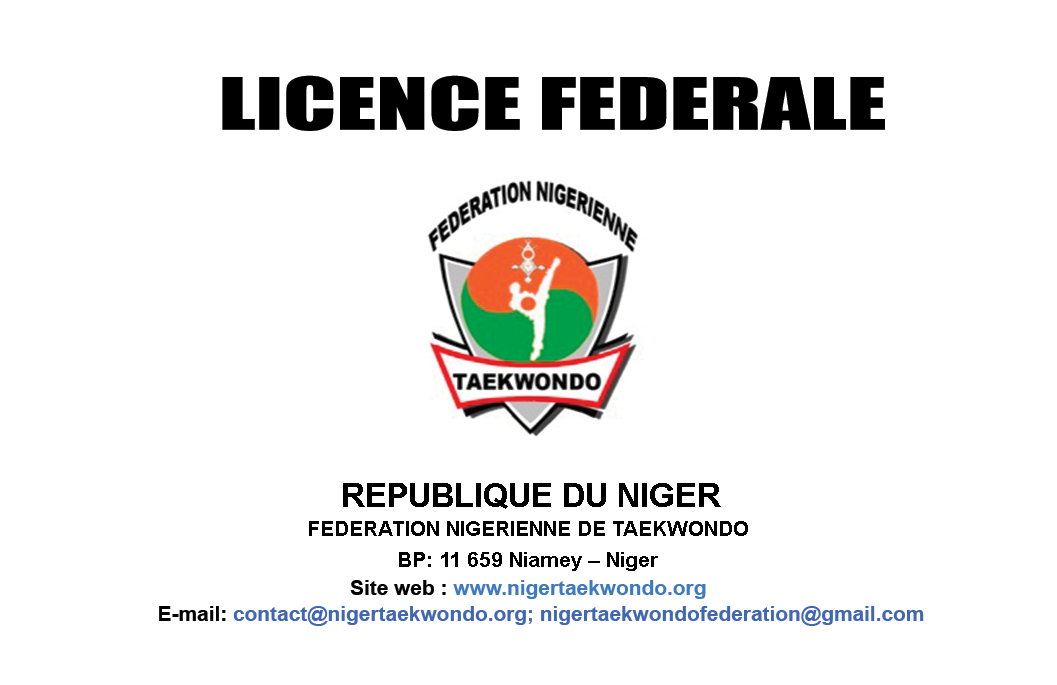 LICENCE FEDERALE
FEDERATION NIGERIENNE
TAEKWONDO
REPUBLIQUE DU NIGER
FEDERATION NIGERIENNE DE TAEKWONDO
BP: 11 659 Niamey – Niger
Site web : www.nigertaekwondo.org
E-mail: contact@nigertaekwondo.org; nigertaekwondofederation@gmail.com